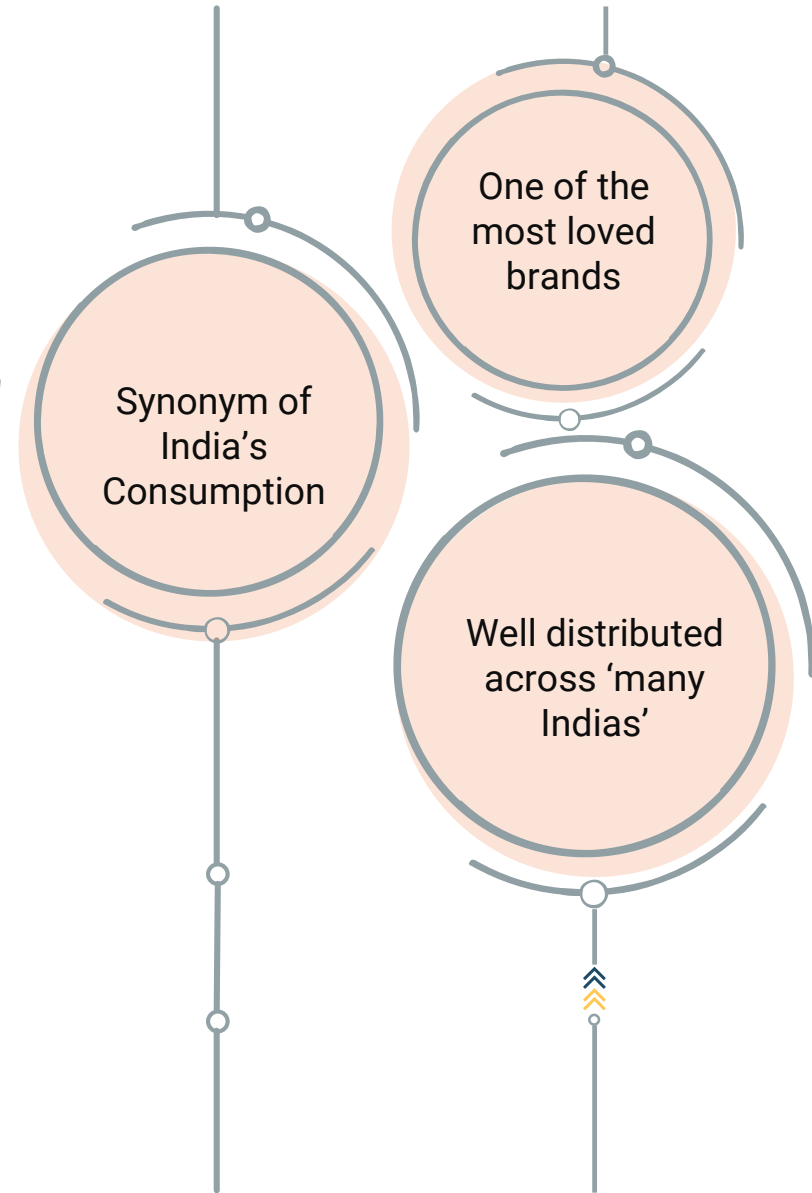 One of the
most loved
brands
Synonym of
India’s
Consumption
Well distributed
across ‘many
Indias’